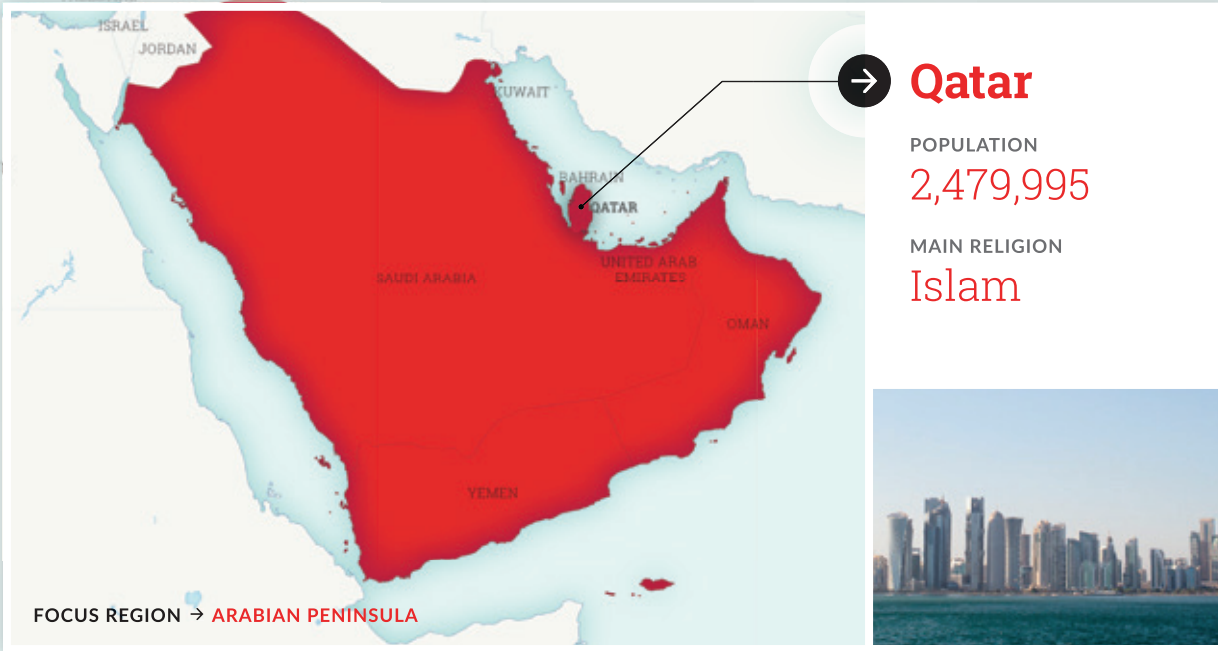 ISRAEL
JORDAN
KUWAIT
BAHRAIN
QATAR
UNITED ARAB
EMIRATES
SAUDI ARABIA
OMAN
YEMEN
FOCUS REGION → ARABIAN PENINSULA
Qatar
POPULATION
2,479,995
MAIN RELIGION
Islam